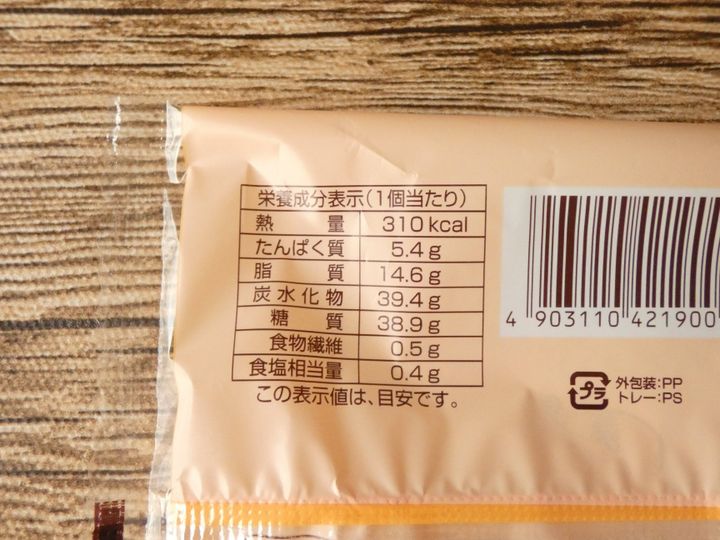 栄養成分表示(1個当たり)
熱量 310kcal
たんぱく質 5.4g
脂質 14.6g
炭水化物 39.4g
糖質 38.9g
食物繊維 0.5g
食塩相当量 0.4g
この表示値は、目安です。
4 903110 421900
プラ
外包装:PP
トレー:PS